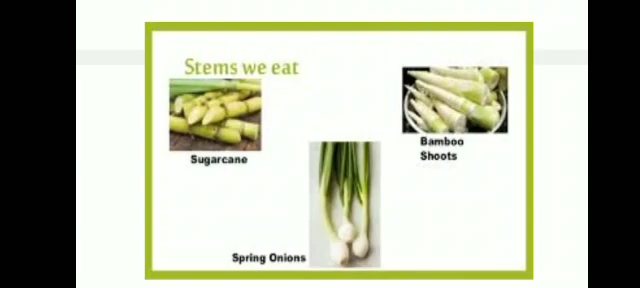 Stems we eat
Sugarcane
Bamboo
Shoots
Spring Onions